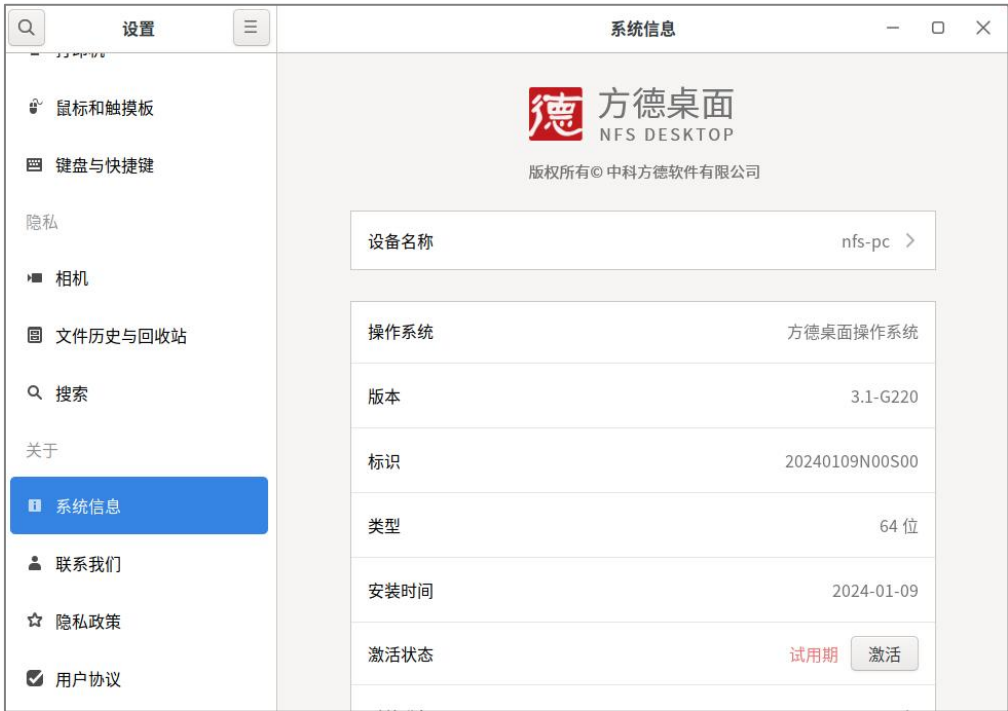 设置
系统信息
打印机
鼠标和触摸板
键盘与快捷键
隐私
相机
文件历史与回收站
搜索
关于
系统信息
联系我们
隐私政策
用户协议
德 方德桌面
NFS DESKTOP
版权所有© 中科方德软件有限公司
设备名称 nfs-pc
操作系统 方德桌面操作系统
版本 3.1-G220
标识 20240109N00S00
类型 64 位
安装时间 2024-01-09
激活状态 试用期 激活